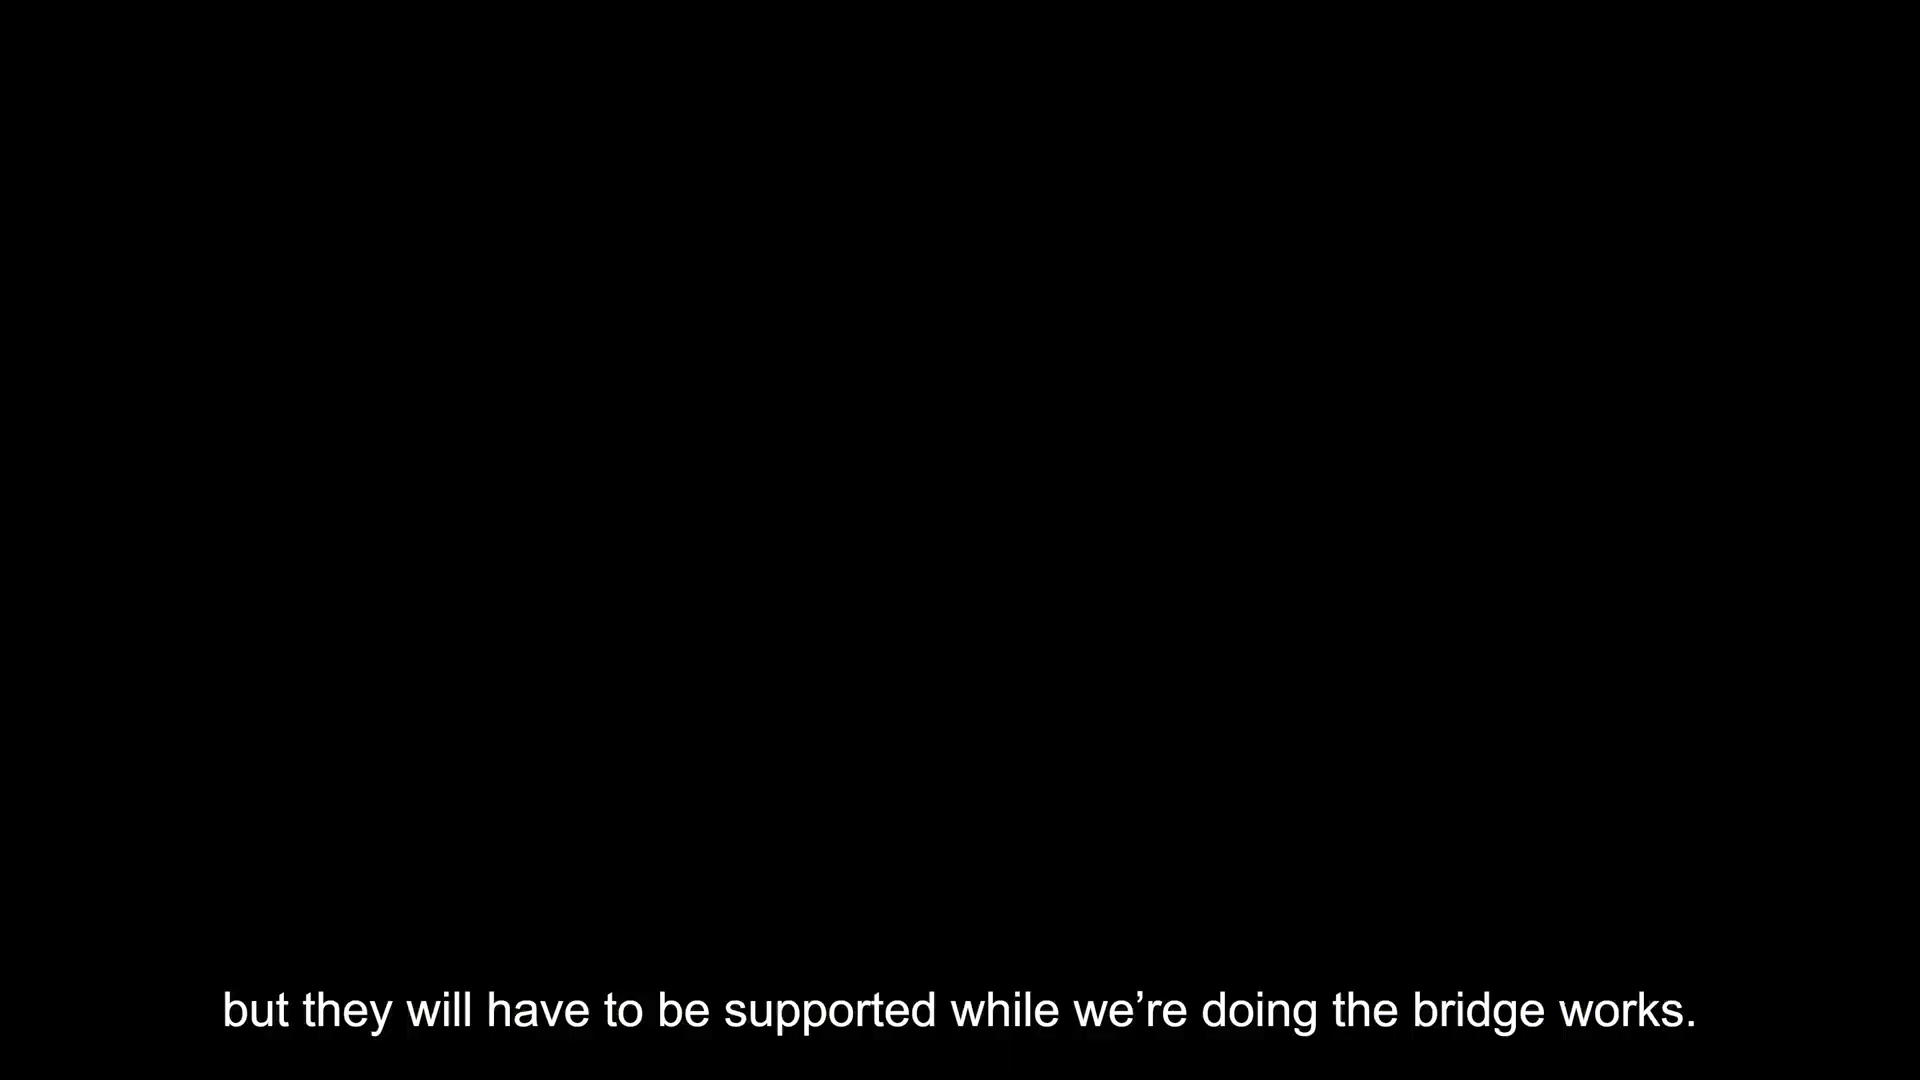 but they will have to be supported while we’re doing the bridge works.